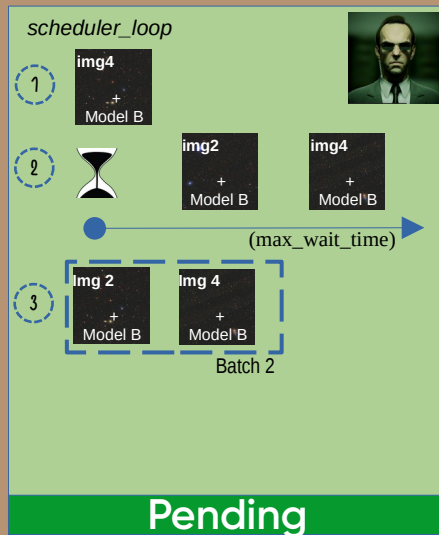 scheduler_loop
1
img4
+
Model B
2
img2
+
Model B
img4
+
Model B
(max_wait_time)
3
Img 2
+
Model B
Img 4
+
Model B
Batch 2
Pending